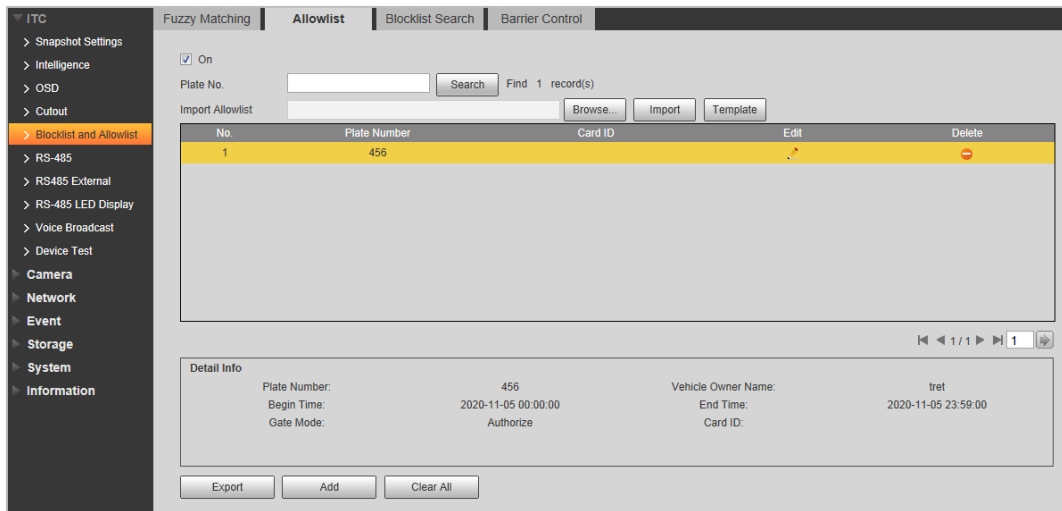 ITC
Snapshot Settings
Intelligence
OSD
Cutout
Blocklist and Allowlist
RS-485
RS485 External
RS-485 LED Display
Voice Broadcast
Device Test
Camera
Network
Event
Storage
System
Information
Fuzzy Matching Allowlist Blocklist Search Barrier Control
On
Plate No. Search Find 1 record(s)
Import Allowlist Browse... Import Template
No. Plate Number Card ID Edit Delete
1 456
1 / 1 1
Detail Info
Plate Number: 456 Vehicle Owner Name: tret
Begin Time: 2020-11-05 00:00:00 End Time: 2020-11-05 23:59:00
Gate Mode: Authorize Card ID:
Export Add Clear All